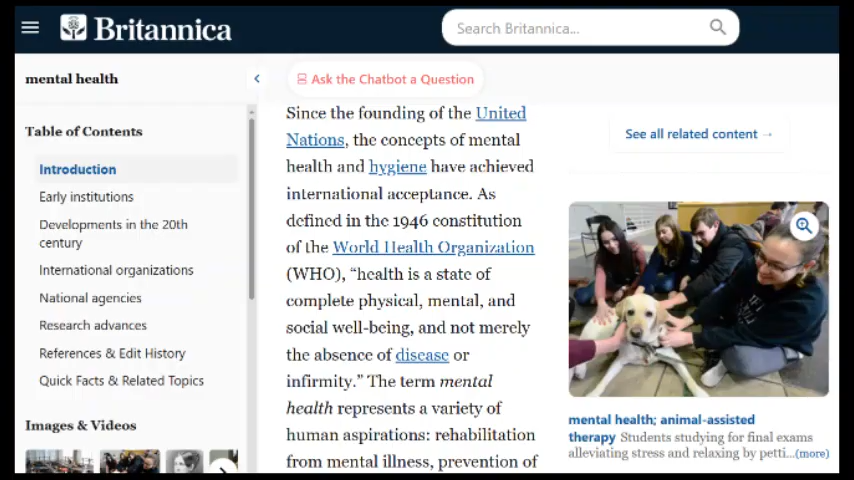 Britannica
Search Britannica...
mental health
Ask the Chatbot a Question
Table of Contents
Introduction
Early institutions
Developments in the 20th
century
International organizations
National agencies
Research advances
References & Edit History
Quick Facts & Related Topics
Images & Videos
Since the founding of the United
Nations, the concepts of mental
health and hygiene have achieved
international acceptance. As
defined in the 1946 constitution
of the World Health Organization
(WHO), “health is a state of
complete physical, mental, and
social well-being, and not merely
the absence of disease or
infirmity.” The term mental
health represents a variety of
human aspirations: rehabilitation
from mental illness, prevention of
See all related content →
mental health; animal-assisted
therapy Students studying for final exams
alleviating stress and relaxing by petti...(more)